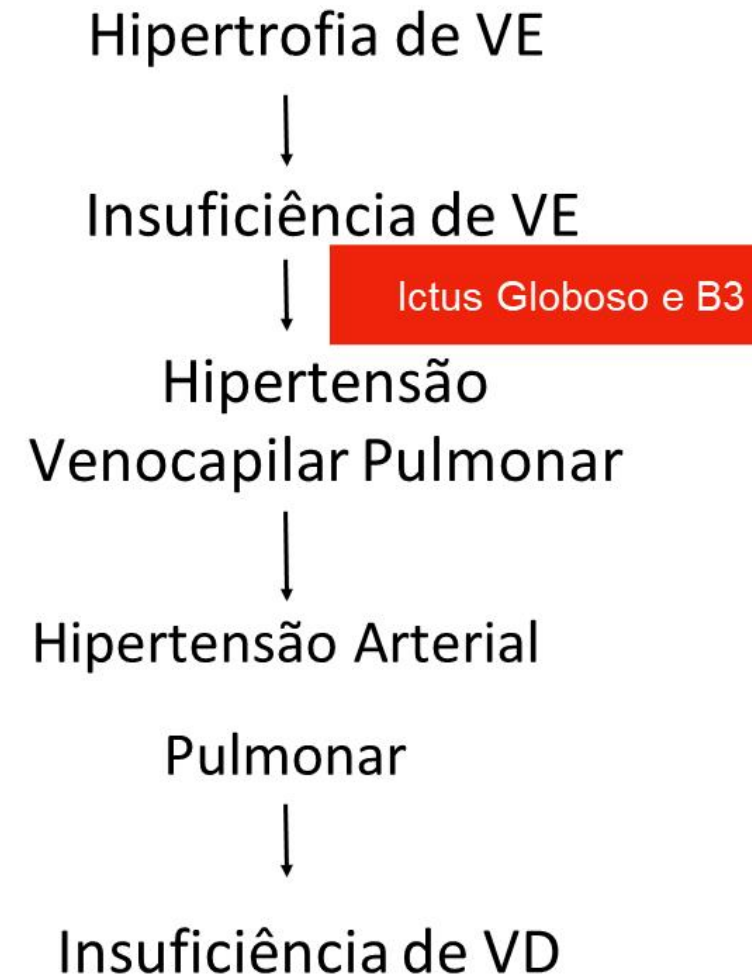 Hipertrofia de VE
Insuficiência de VE
Ictus Globoso e B3
Hipertensão
Venocapilar Pulmonar
Hipertensão Arterial
Pulmonar
Insuficiência de VD